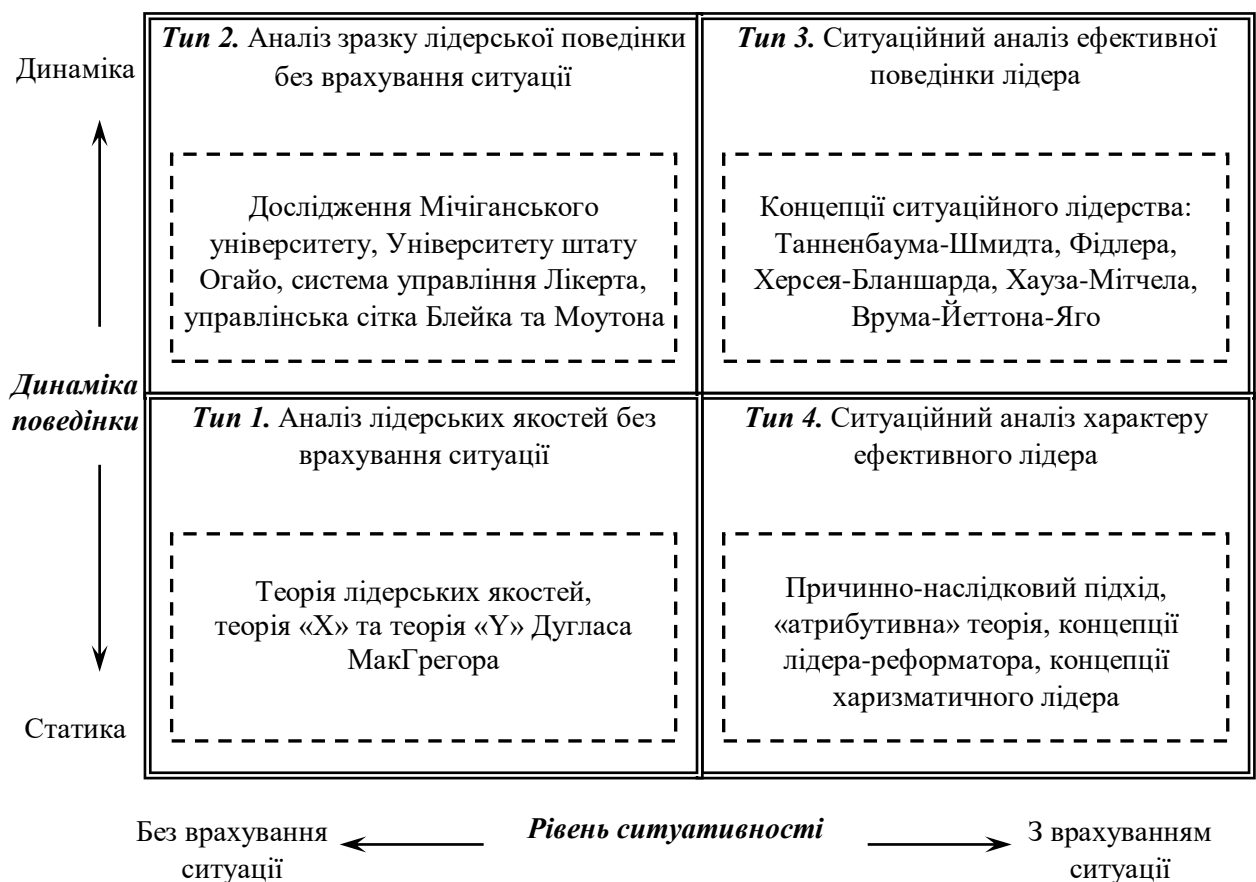 Тип 2. Аналіз зразку лідерської поведінки
без врахування ситуації
Дослідження Мічіганського
університету, Університету штату
Огайо, система управління Лікерта,
управлінська сітка Блейка та Моутона
Тип 3. Ситуаційний аналіз ефективної
поведінки лідера
Концепції ситуаційного лідерства:
Танненбаума-Шмидта, Фідлера,
Херсея-Бланшарда, Хауза-Мітчела,
Врума-Йеттона-Яго
Динаміка
Динаміка
поведінки
Статика
Тип 1. Аналіз лідерських якостей без
врахування ситуації
Теорія лідерських якостей,
теорія «X» та теорія «Y» Дугласа
МакГрегора
Тип 4. Ситуаційний аналіз характеру
ефективного лідера
Причинно-наслідковий підхід,
«атрибутивна» теорія, концепції
лідера-реформатора, концепції
харизматичного лідера
Без врахування
ситуації
Рівень ситуативності
З врахуванням
ситуації